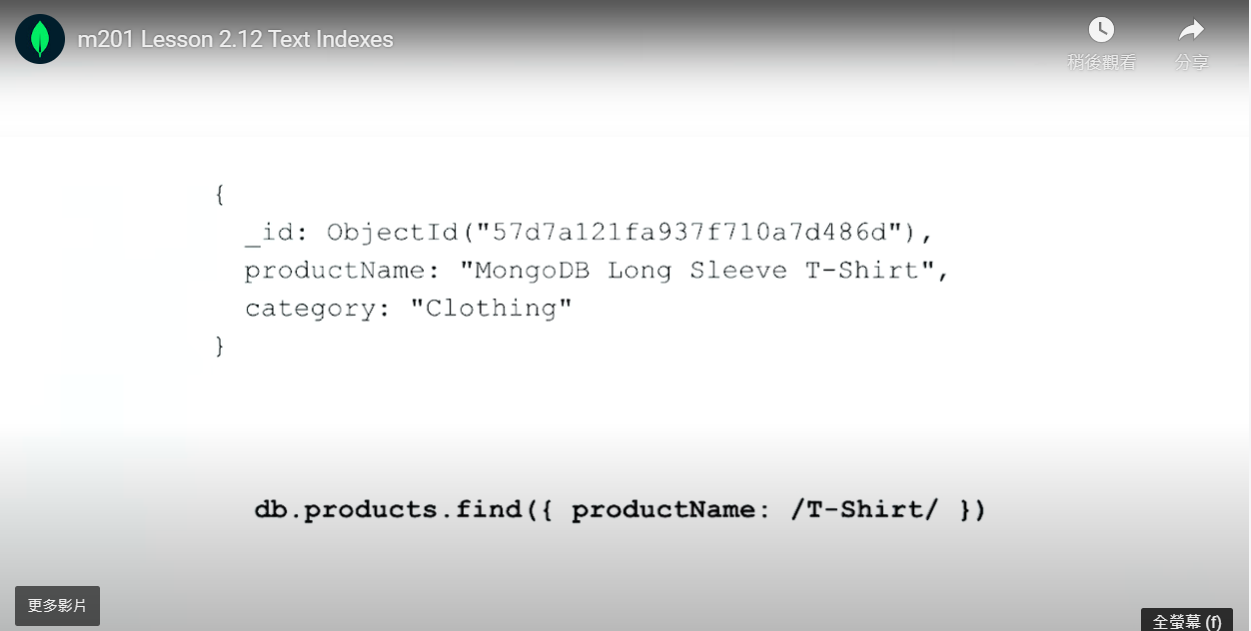 m201 Lesson 2.12 Text Indexes
稍後觀看
分享
{
_id: ObjectId("57d7a121fa937f710a7d486d"),
productName: "MongoDB Long Sleeve T-Shirt",
category: "Clothing"
}
db.products.find({ productName: /T-Shirt/ })
更多影片
全螢幕 (f)